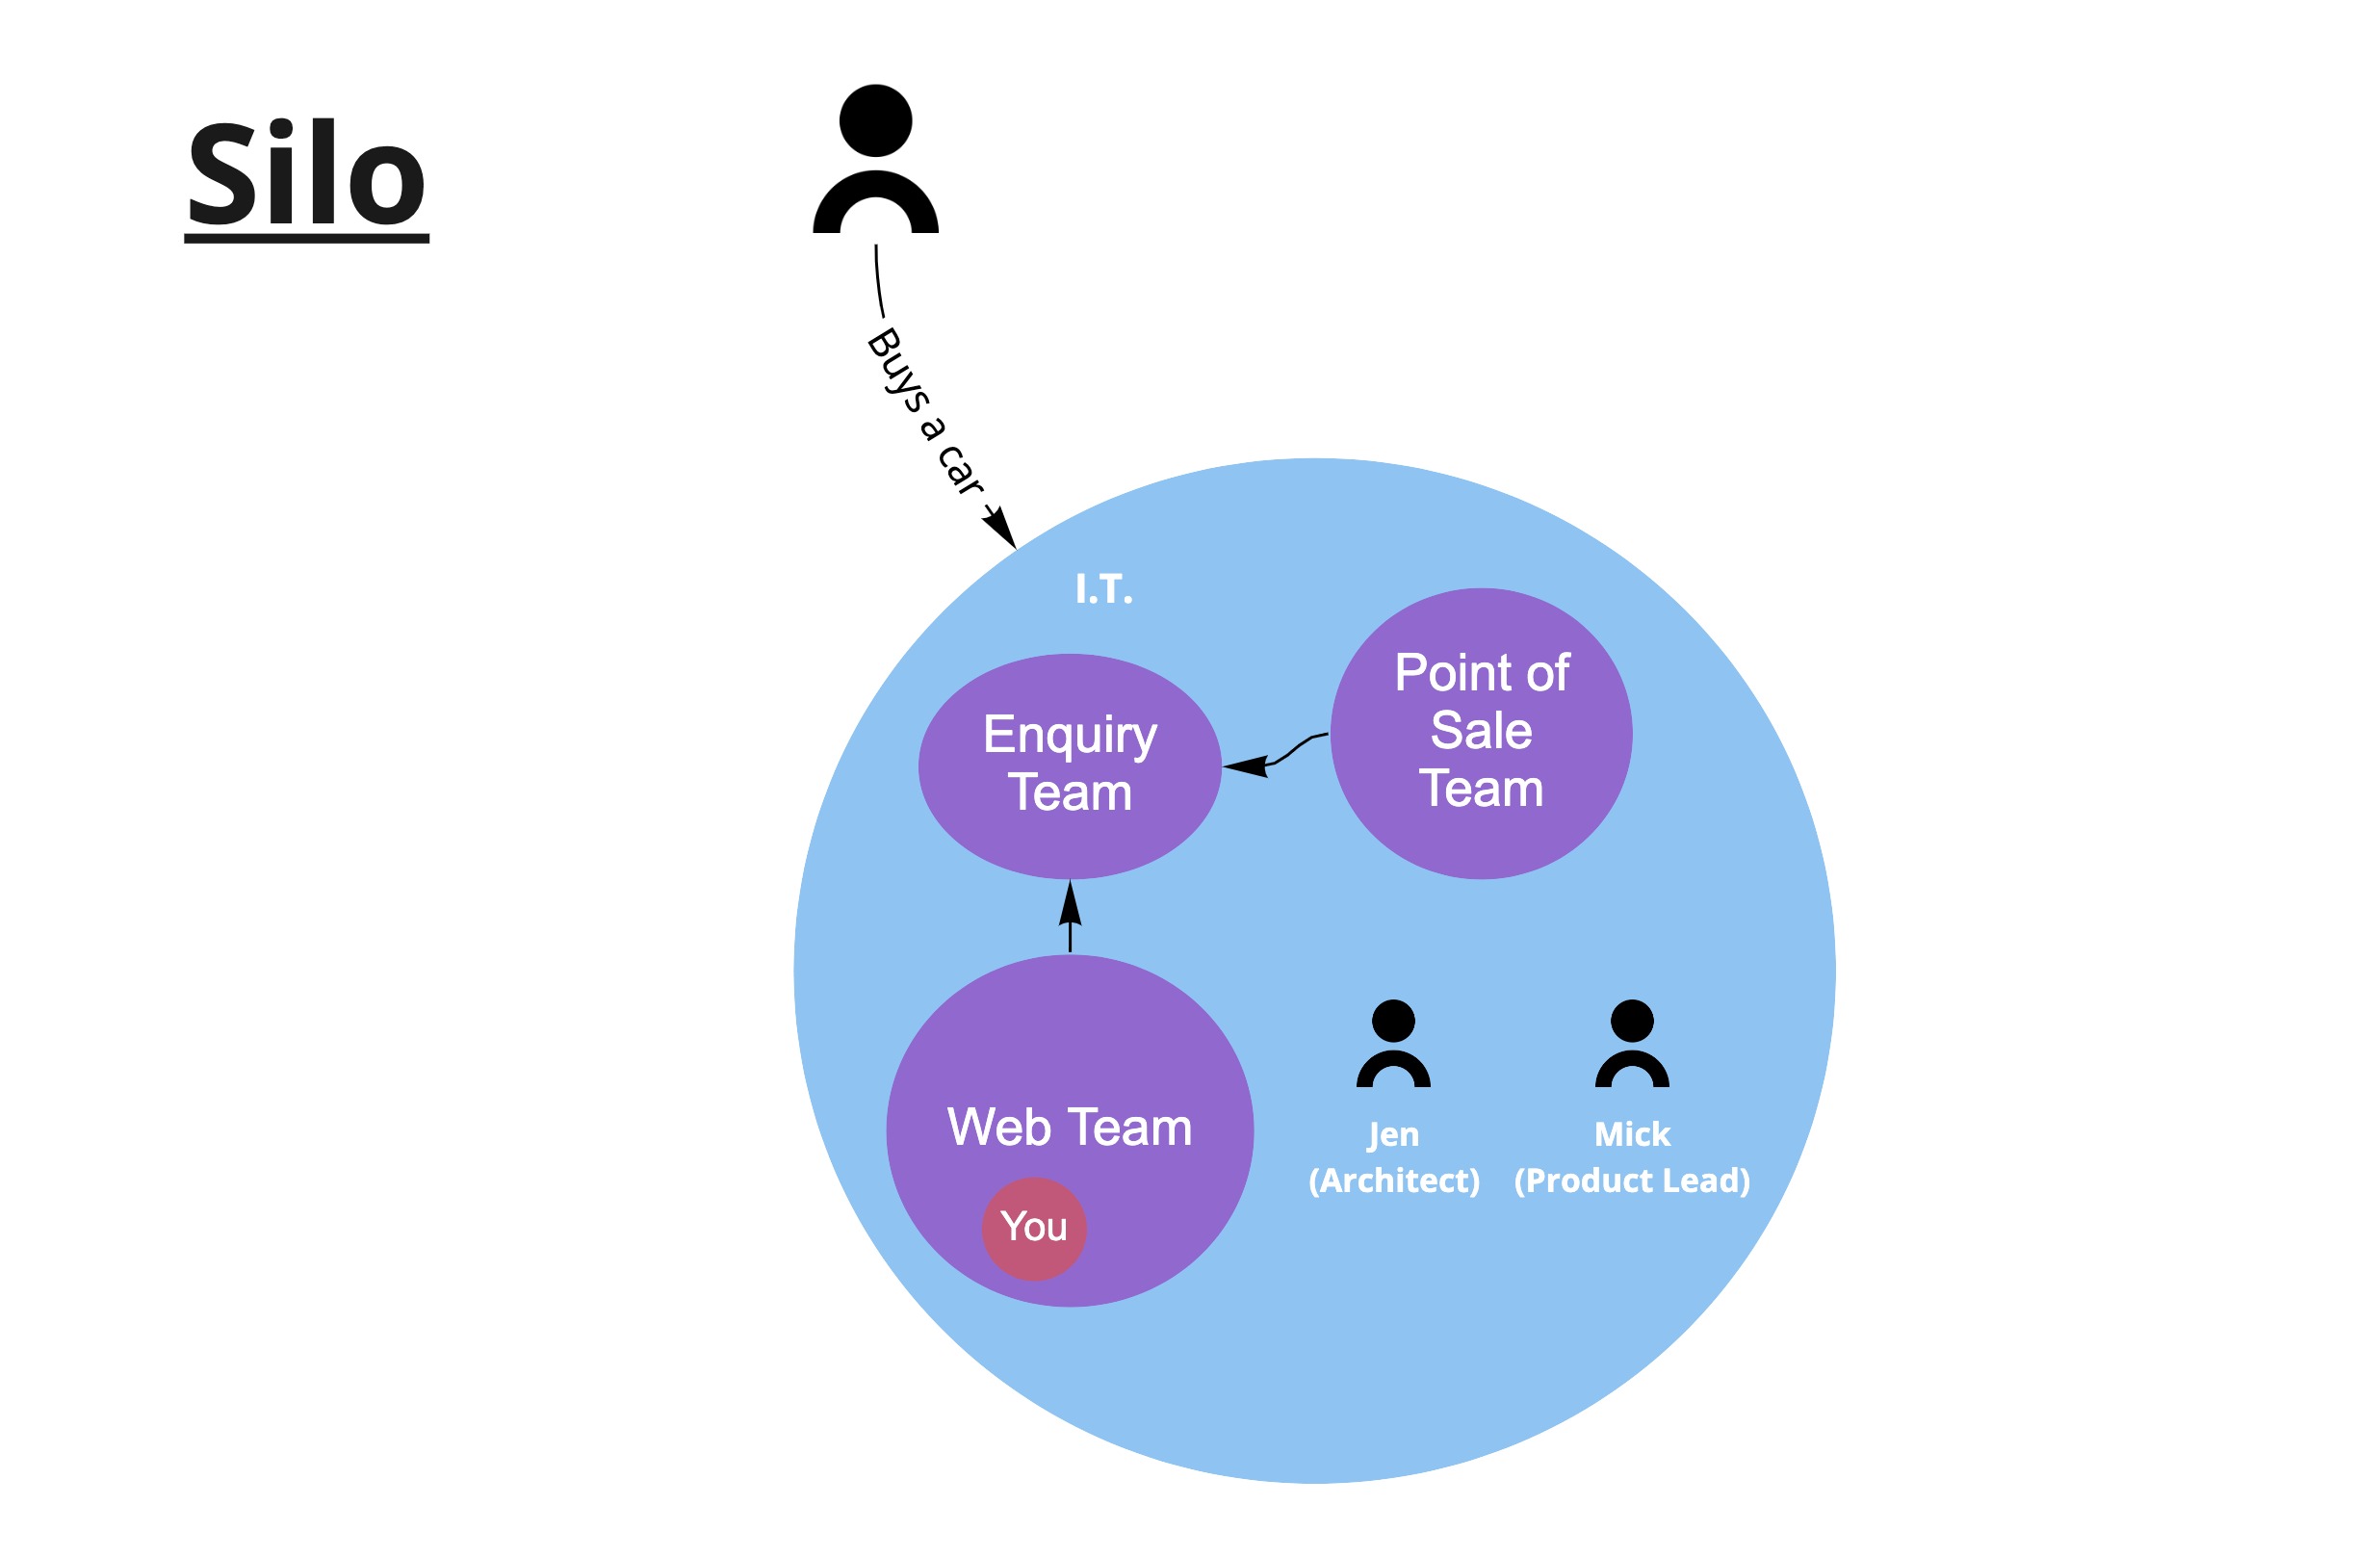 Silo
Buys a car
I.T.
Enquiry
Team
Point of
Sale
Team
Web Team
You
Jen
(Architect)
Mick
(Product Lead)